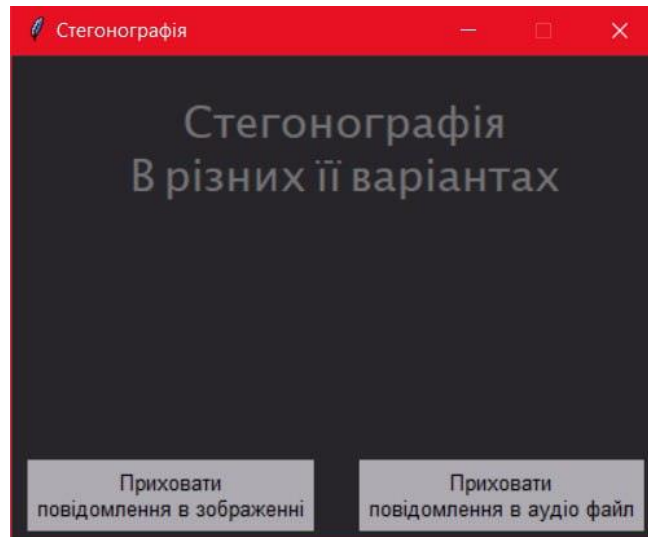 Стегонографія
Стегонографія
В різних її варіантах
Приховати
повідомлення в зображенні
Приховати
повідомлення в аудіо файл